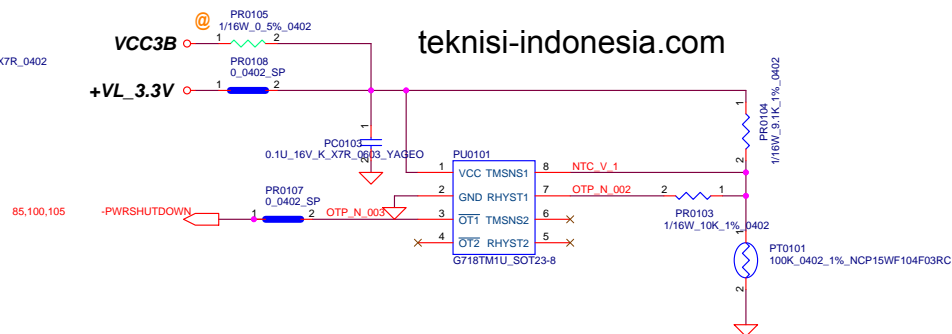 PR0105
@
1/16W_0_5%_0402
VCC3B
1
2
teknisi-indonesia.com
X7R_0402
PR0108
0_0402_SP
+VL_3.3V
1
2
1
PR0104
1/16W_9.1K_1%_0402
2
1
PC0103
0.1U_16V_K_X7R_0603_YAGEO
2
PU0101
1
VCC
TMSNS1
8
NTC_V_1
2
GND
RHYST1
7
OTP_N_002
2
1
PR0103
1/16W_10K_1%_0402
PR0107
0_0402_SP
85,100,105
-PWRSHUTDOWN
1
2
OTP_N_003
3
OT1
TMSNS2
6
4
OT2
RHYST2
5
G718TM1U_SOT23-8
1
PT0101
100K_0402_1%_NCP15WF104F03RC
2